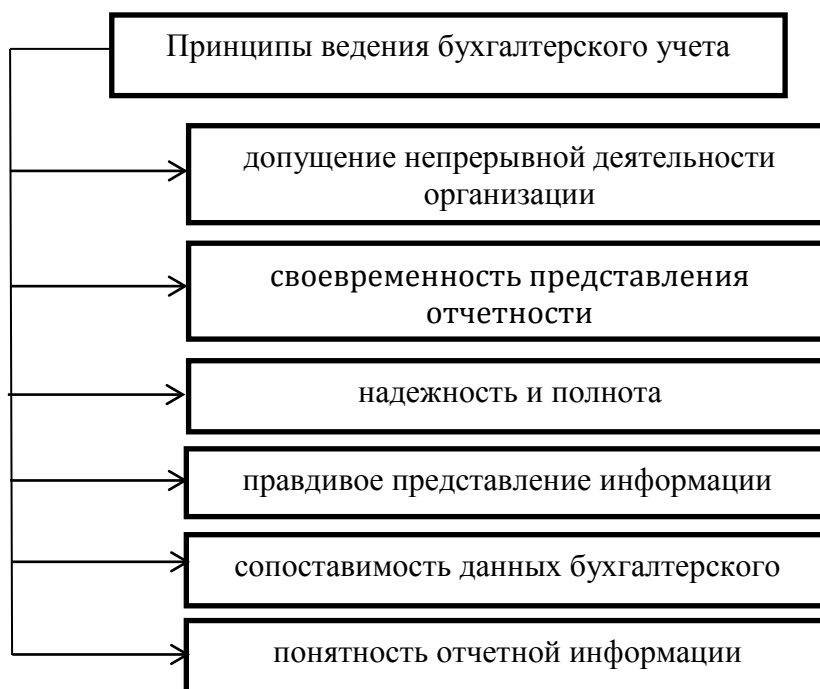 Принципы ведения бухгалтерского учета
допущение непрерывной деятельности
организации
своевременность представления
отчетности
надежность и полнота
правдивое представление информации
сопоставимость данных бухгалтерского
понятность отчетной информации